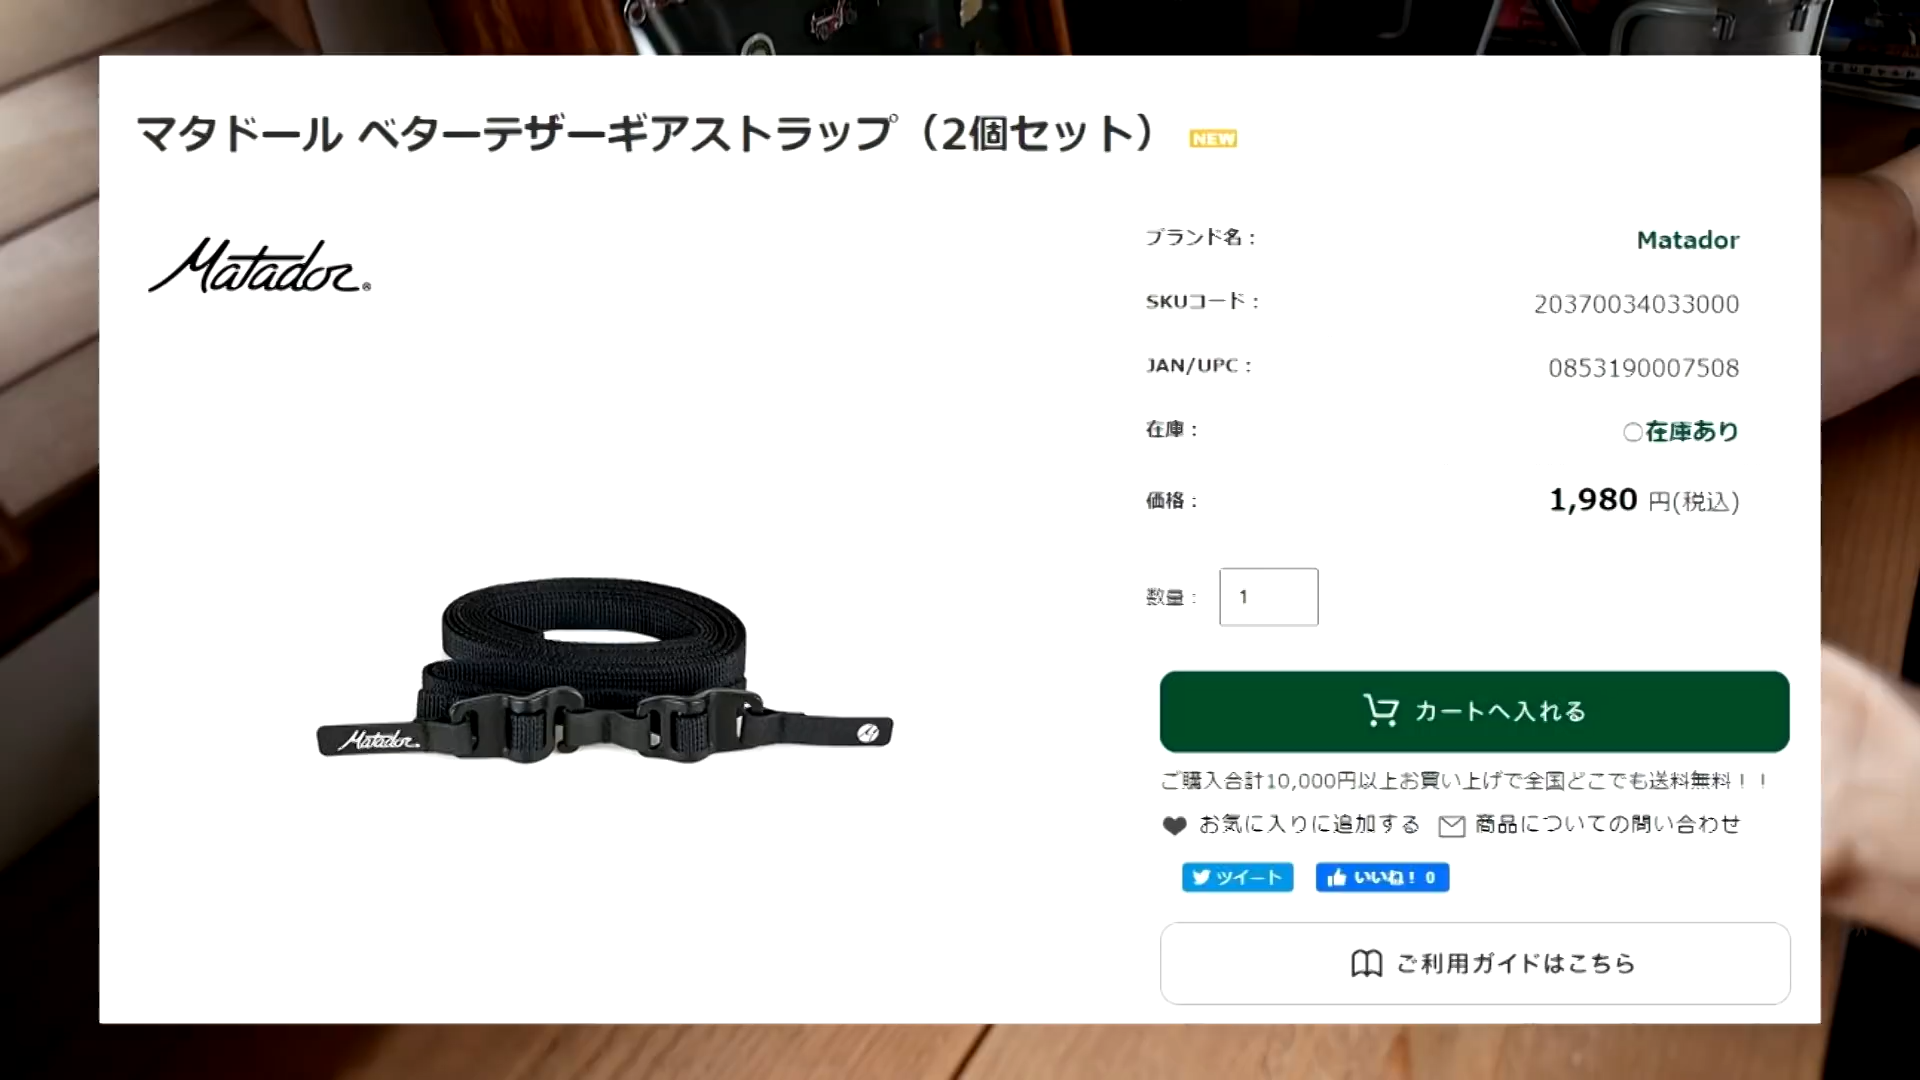 マタドール ベターテザーギアストラップ（2個セット） NEW
Matador®
ブランド名： Matador
SKUコード： 20370034033000
JAN/UPC： 0853190007508
在庫： ○在庫あり
価格： 1,980 円(税込)
数量： 1
Matador.
カートへ入れる
ご購入合計10,000円以上お買い上げで全国どこでも送料無料！！
お気に入りに追加する 商品についての問い合わせ
ツイート いいね！ 0
ご利用ガイドはこちら